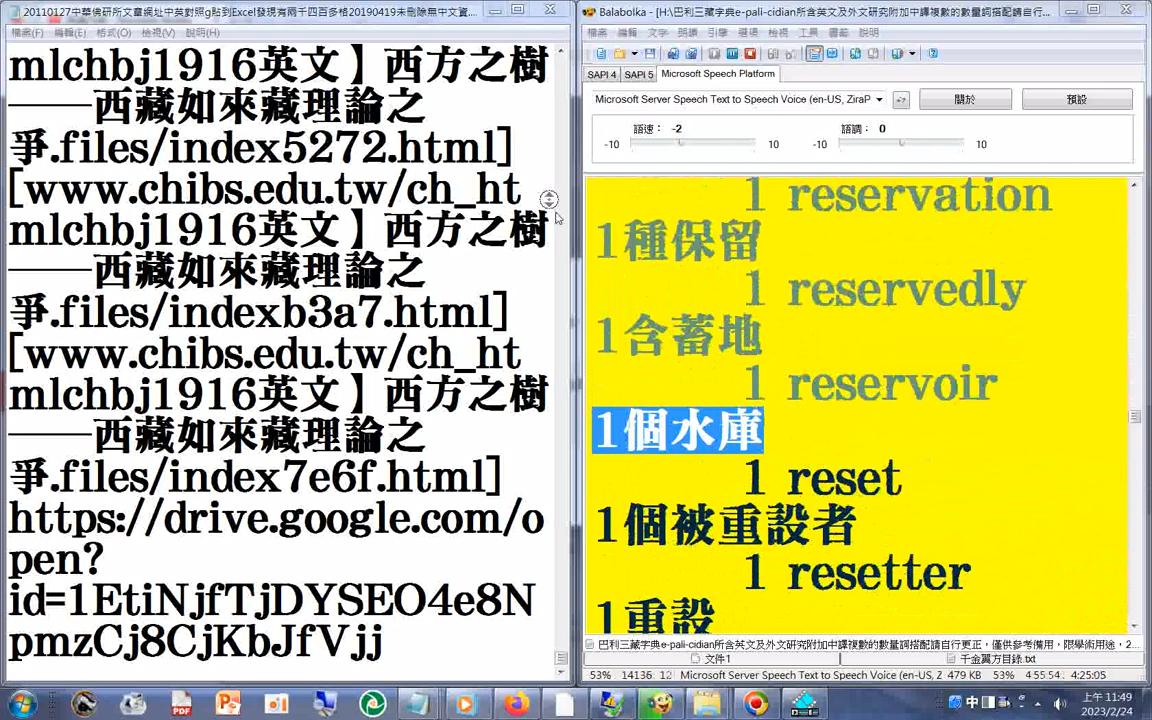 20110127中華佛研所文章網址中英對照g點到Excel發現有兩千四百多格20190419未刪除無中文資...
檔案(F) 編輯(E) 格式(O) 檢視(V) 說明(H)
mlchbj1916英文】西方之樹
——西藏如來藏理論之
爭.files/index5272.html]
[www.chibs.edu.tw/ch_ht
mlchbj1916英文】西方之樹
——西藏如來藏理論之
爭.files/indexb3a7.html]
[www.chibs.edu.tw/ch_ht
mlchbj1916英文】西方之樹
——西藏如來藏理論之
爭.files/index7e6f.html]
https://drive.google.com/o
pen?
id=1EtiNjfTjDYSEO4e8N
pmzCj8CjKbJfVjj
Balabolka - [H:\巴利三藏字典e-pali-cidian所含英文及外文研究附加中譯複數的數量詞搭配請自行...
檔案 編輯 文字 朗讀 引擎 選項 檢視 工具 書籤 說明
SAPI 4 SAPI 5 Microsoft Speech Platform
Microsoft Server Speech Text to Speech Voice (en-US, ZiraP
+? 關於 預設
語速： -2 語調： 0
-10 10 -10 10
1 reservation
1種保留
1 reservedly
1含蓄地
1 reservoir
1個水庫
1 reset
1個被重設者
1 resetter
1重設
巴利三藏字典e-pali-cidian所含英文及外文研究附加中譯複數的數量詞搭配請自行更正，僅供參考備用，限學術用途，2...
文件1 千金翼方目錄.txt
53% 14136: 12 Microsoft Server Speech Text to Speech Voice (en-US, Z 479 KB 53% 4:55:54 4:25:05
PDF 中
上午 11:49
2023/2/24